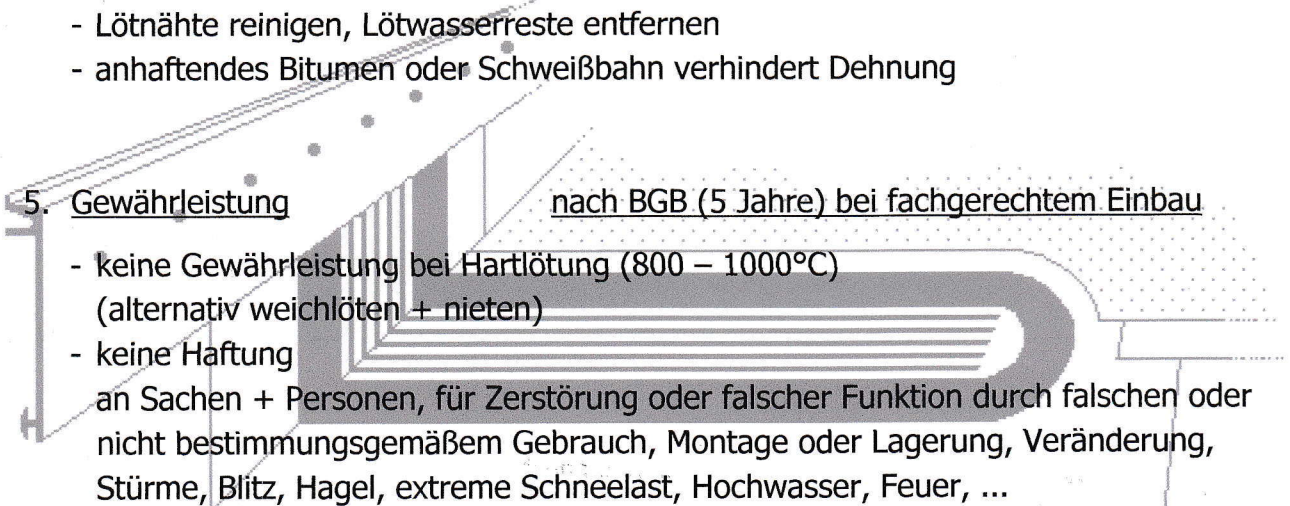 - Lötnähte reinigen, Lötwasserreste entfernen
- anhaftendes Bitumen oder Schweißbahn verhindert Dehnung
5. Gewährleistung nach BGB (5 Jahre) bei fachgerechtem Einbau
- keine Gewährleistung bei Hartlötung (800 – 1000°C)
(alternativ weichlöten + nieten)
- keine Haftung
an Sachen + Personen, für Zerstörung oder falscher Funktion durch falschen oder
nicht bestimmungsgemäßem Gebrauch, Montage oder Lagerung, Veränderung,
Stürme, Blitz, Hagel, extreme Schneelast, Hochwasser, Feuer, ...